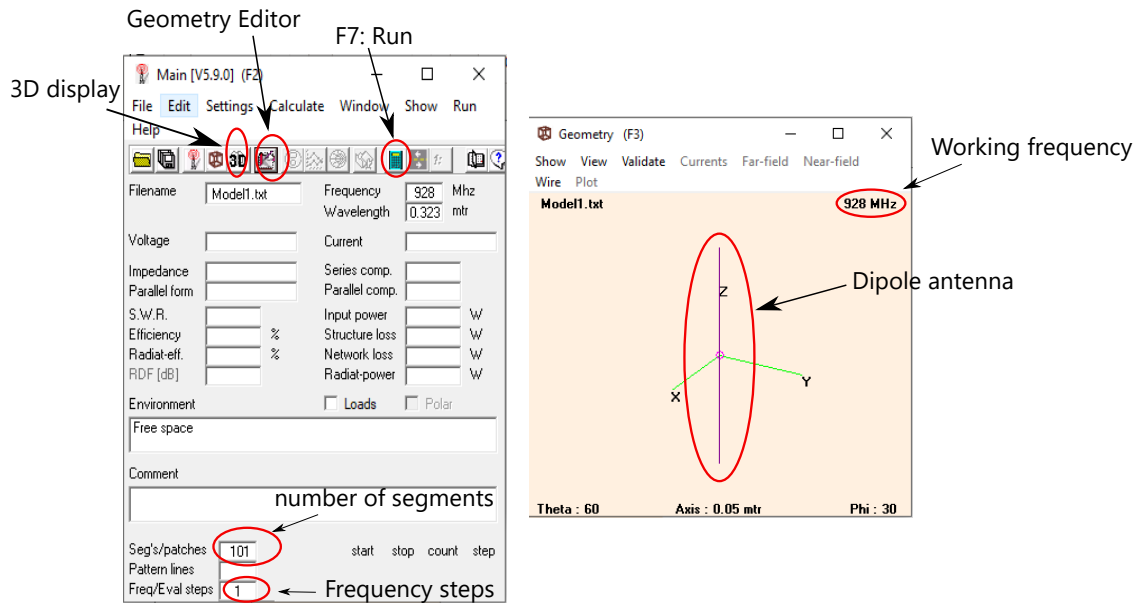 Geometry Editor
F7: Run
3D display
Main [V5.9.0] (F2)
File Edit Settings Calculate Window Show Run
Help
3D
Filename Model1.txt Frequency 928 Mhz
Wavelength 0.323 mtr
Voltage Current
Impedance Series comp.
Parallel form Parallel comp.
S.W.R. Input power W
Efficiency % Structure loss W
Radiat-eff. % Network loss W
RDF [dB] Radiat-power W
Environment Loads Polar
Free space
Comment
number of segments
Seg's/patches 101 start stop count step
Pattern lines
Freq/Eval steps 1 Frequency steps
Geometry (F3)
Working frequency
Show View Validate Currents Far-field Near-field
Wire Plot
Model1.txt 928 MHz
Dipole antenna
Z
Y
X
Theta : 60 Axis : 0.05 mtr Phi : 30